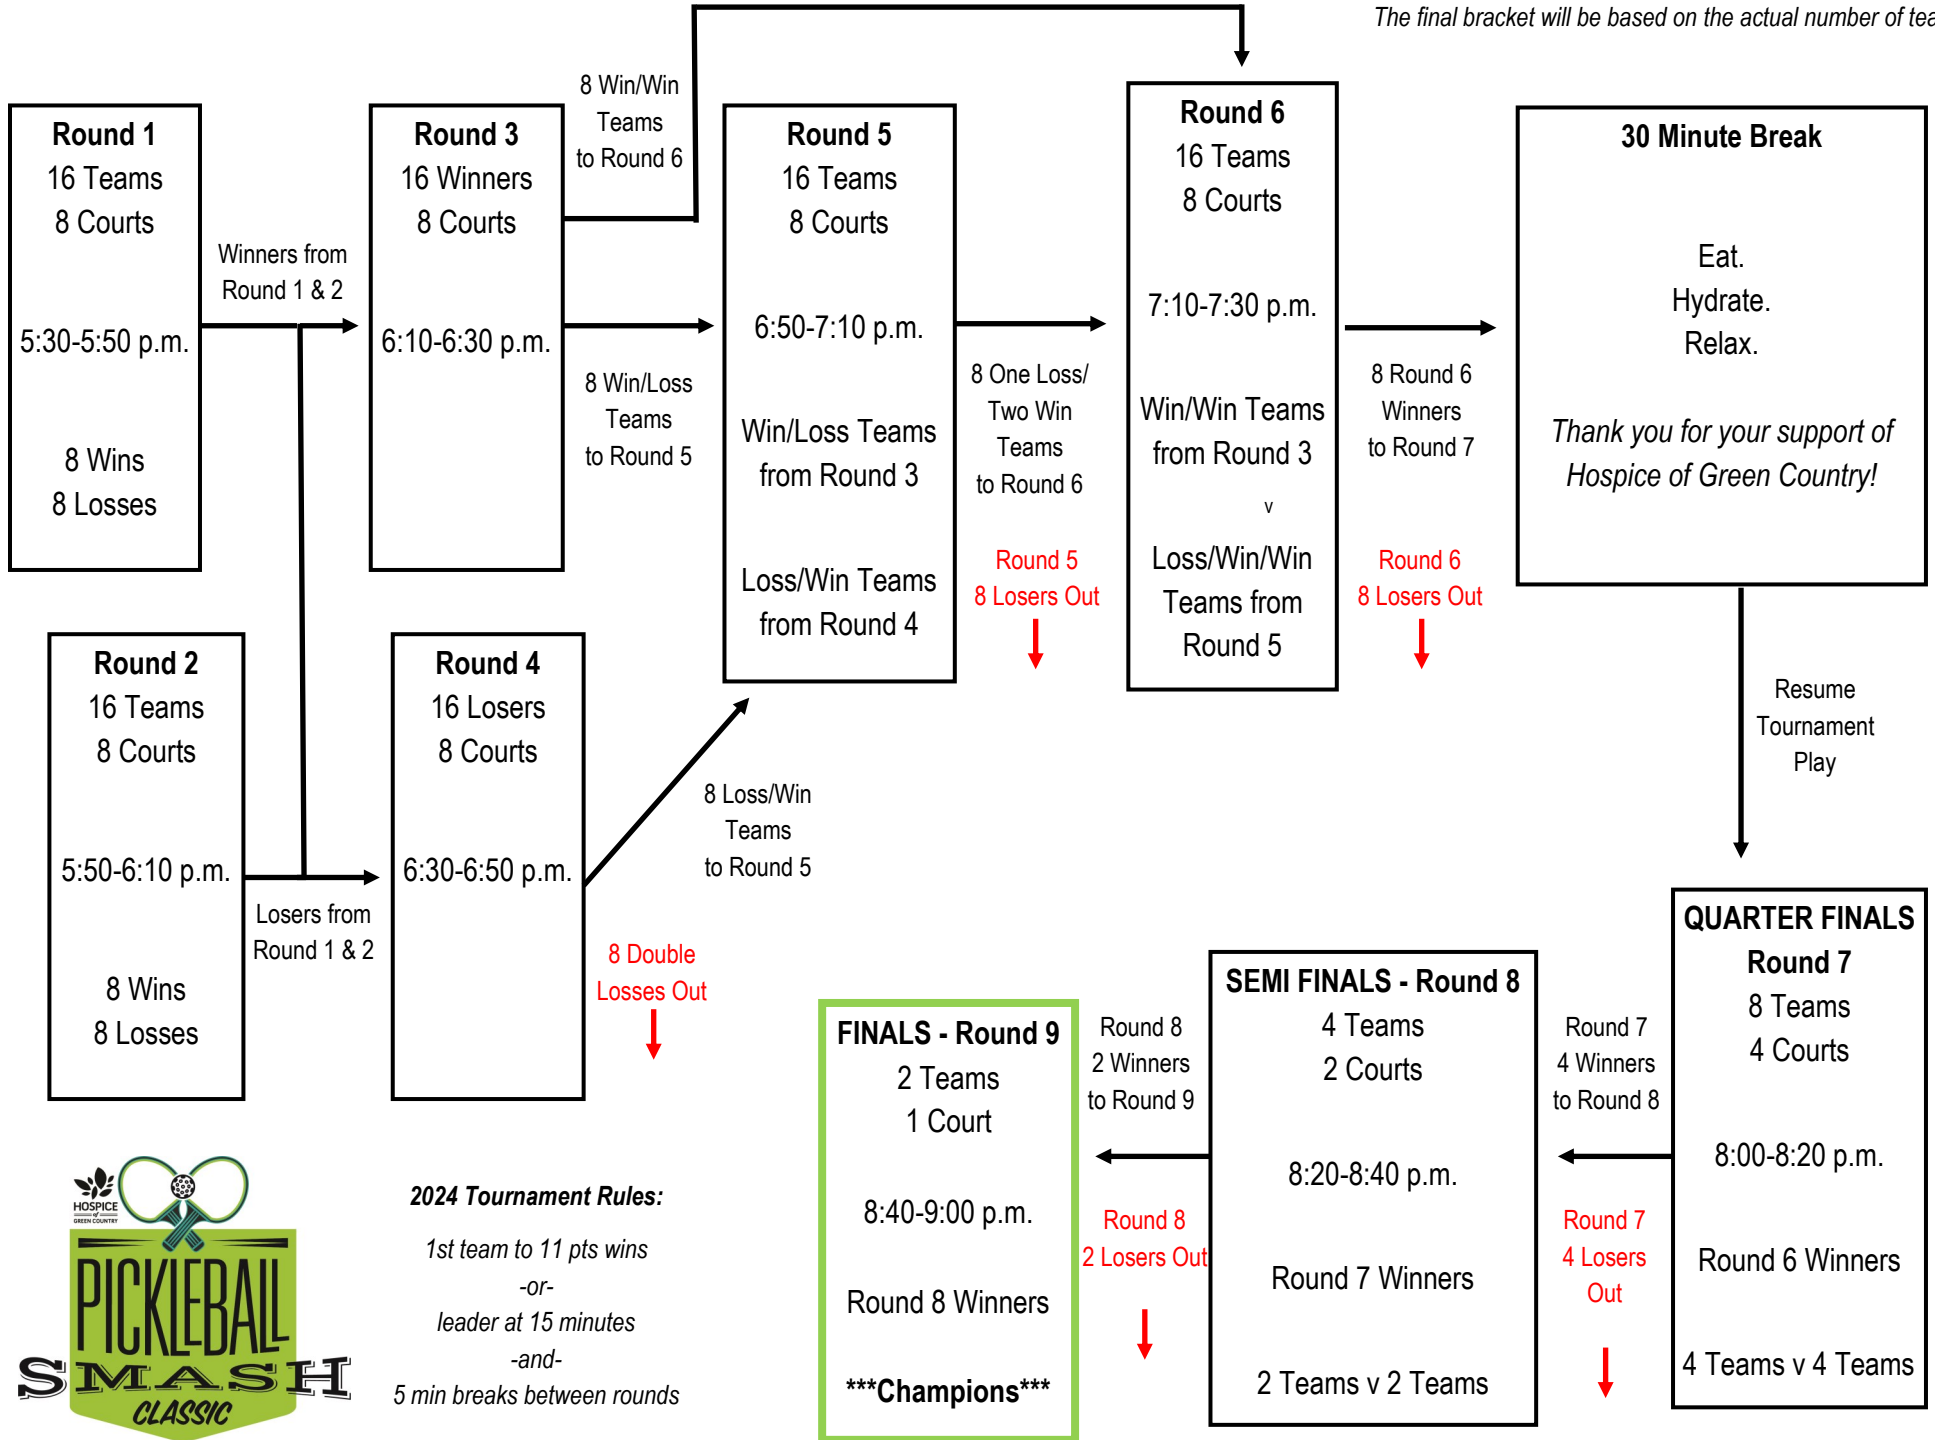 The final bracket will be based on the actual number of
Round 1
16 Teams
8 Courts
5:30-5:50 p.m.
8 Wins
8 Losses
Winners from
Round 1 & 2
Round 2
16 Teams
8 Courts
5:50-6:10 p.m.
8 Wins
8 Losses
Losers from
Round 1 & 2
Round 3
16 Winners
8 Courts
6:10-6:30 p.m.
8 Win/Win
Teams
to Round 6
8 Win/Loss
Teams
to Round 5
Round 4
16 Losers
8 Courts
6:30-6:50 p.m.
8 Loss/Win
Teams
to Round 5
8 Double
Losses Out
Round 5
16 Teams
8 Courts
6:50-7:10 p.m.
Win/Loss Teams
from Round 3
Loss/Win Teams
from Round 4
8 One Loss/
Two Win
Teams
to Round 6
Round 5
8 Losers Out
Round 6
16 Teams
8 Courts
7:10-7:30 p.m.
Win/Win Teams
from Round 3
v
Loss/Win/Win
Teams from
Round 5
8 Round 6
Winners
to Round 7
Round 6
8 Losers Out
30 Minute Break
Eat.
Hydrate.
Relax.
Thank you for your support of
Hospice of Green Country!
Resume
Tournament
Play
QUARTER FINALS
Round 7
8 Teams
4 Courts
8:00-8:20 p.m.
Round 6 Winners
4 Teams v 4 Teams
Round 7
4 Winners
to Round 8
Round 7
4 Losers
Out
SEMI FINALS - Round 8
4 Teams
2 Courts
8:20-8:40 p.m.
Round 7 Winners
2 Teams v 2 Teams
Round 8
2 Winners
to Round 9
Round 8
2 Losers Out
FINALS - Round 9
2 Teams
1 Court
8:40-9:00 p.m.
Round 8 Winners
***Champions***
2024 Tournament Rules:
1st team to 11 pts wins
-or-
leader at 15 minutes
-and-
5 min breaks between rounds
HOSPICE
of
GREEN COUNTRY
PICKLEBALL
SMASH
CLASSIC